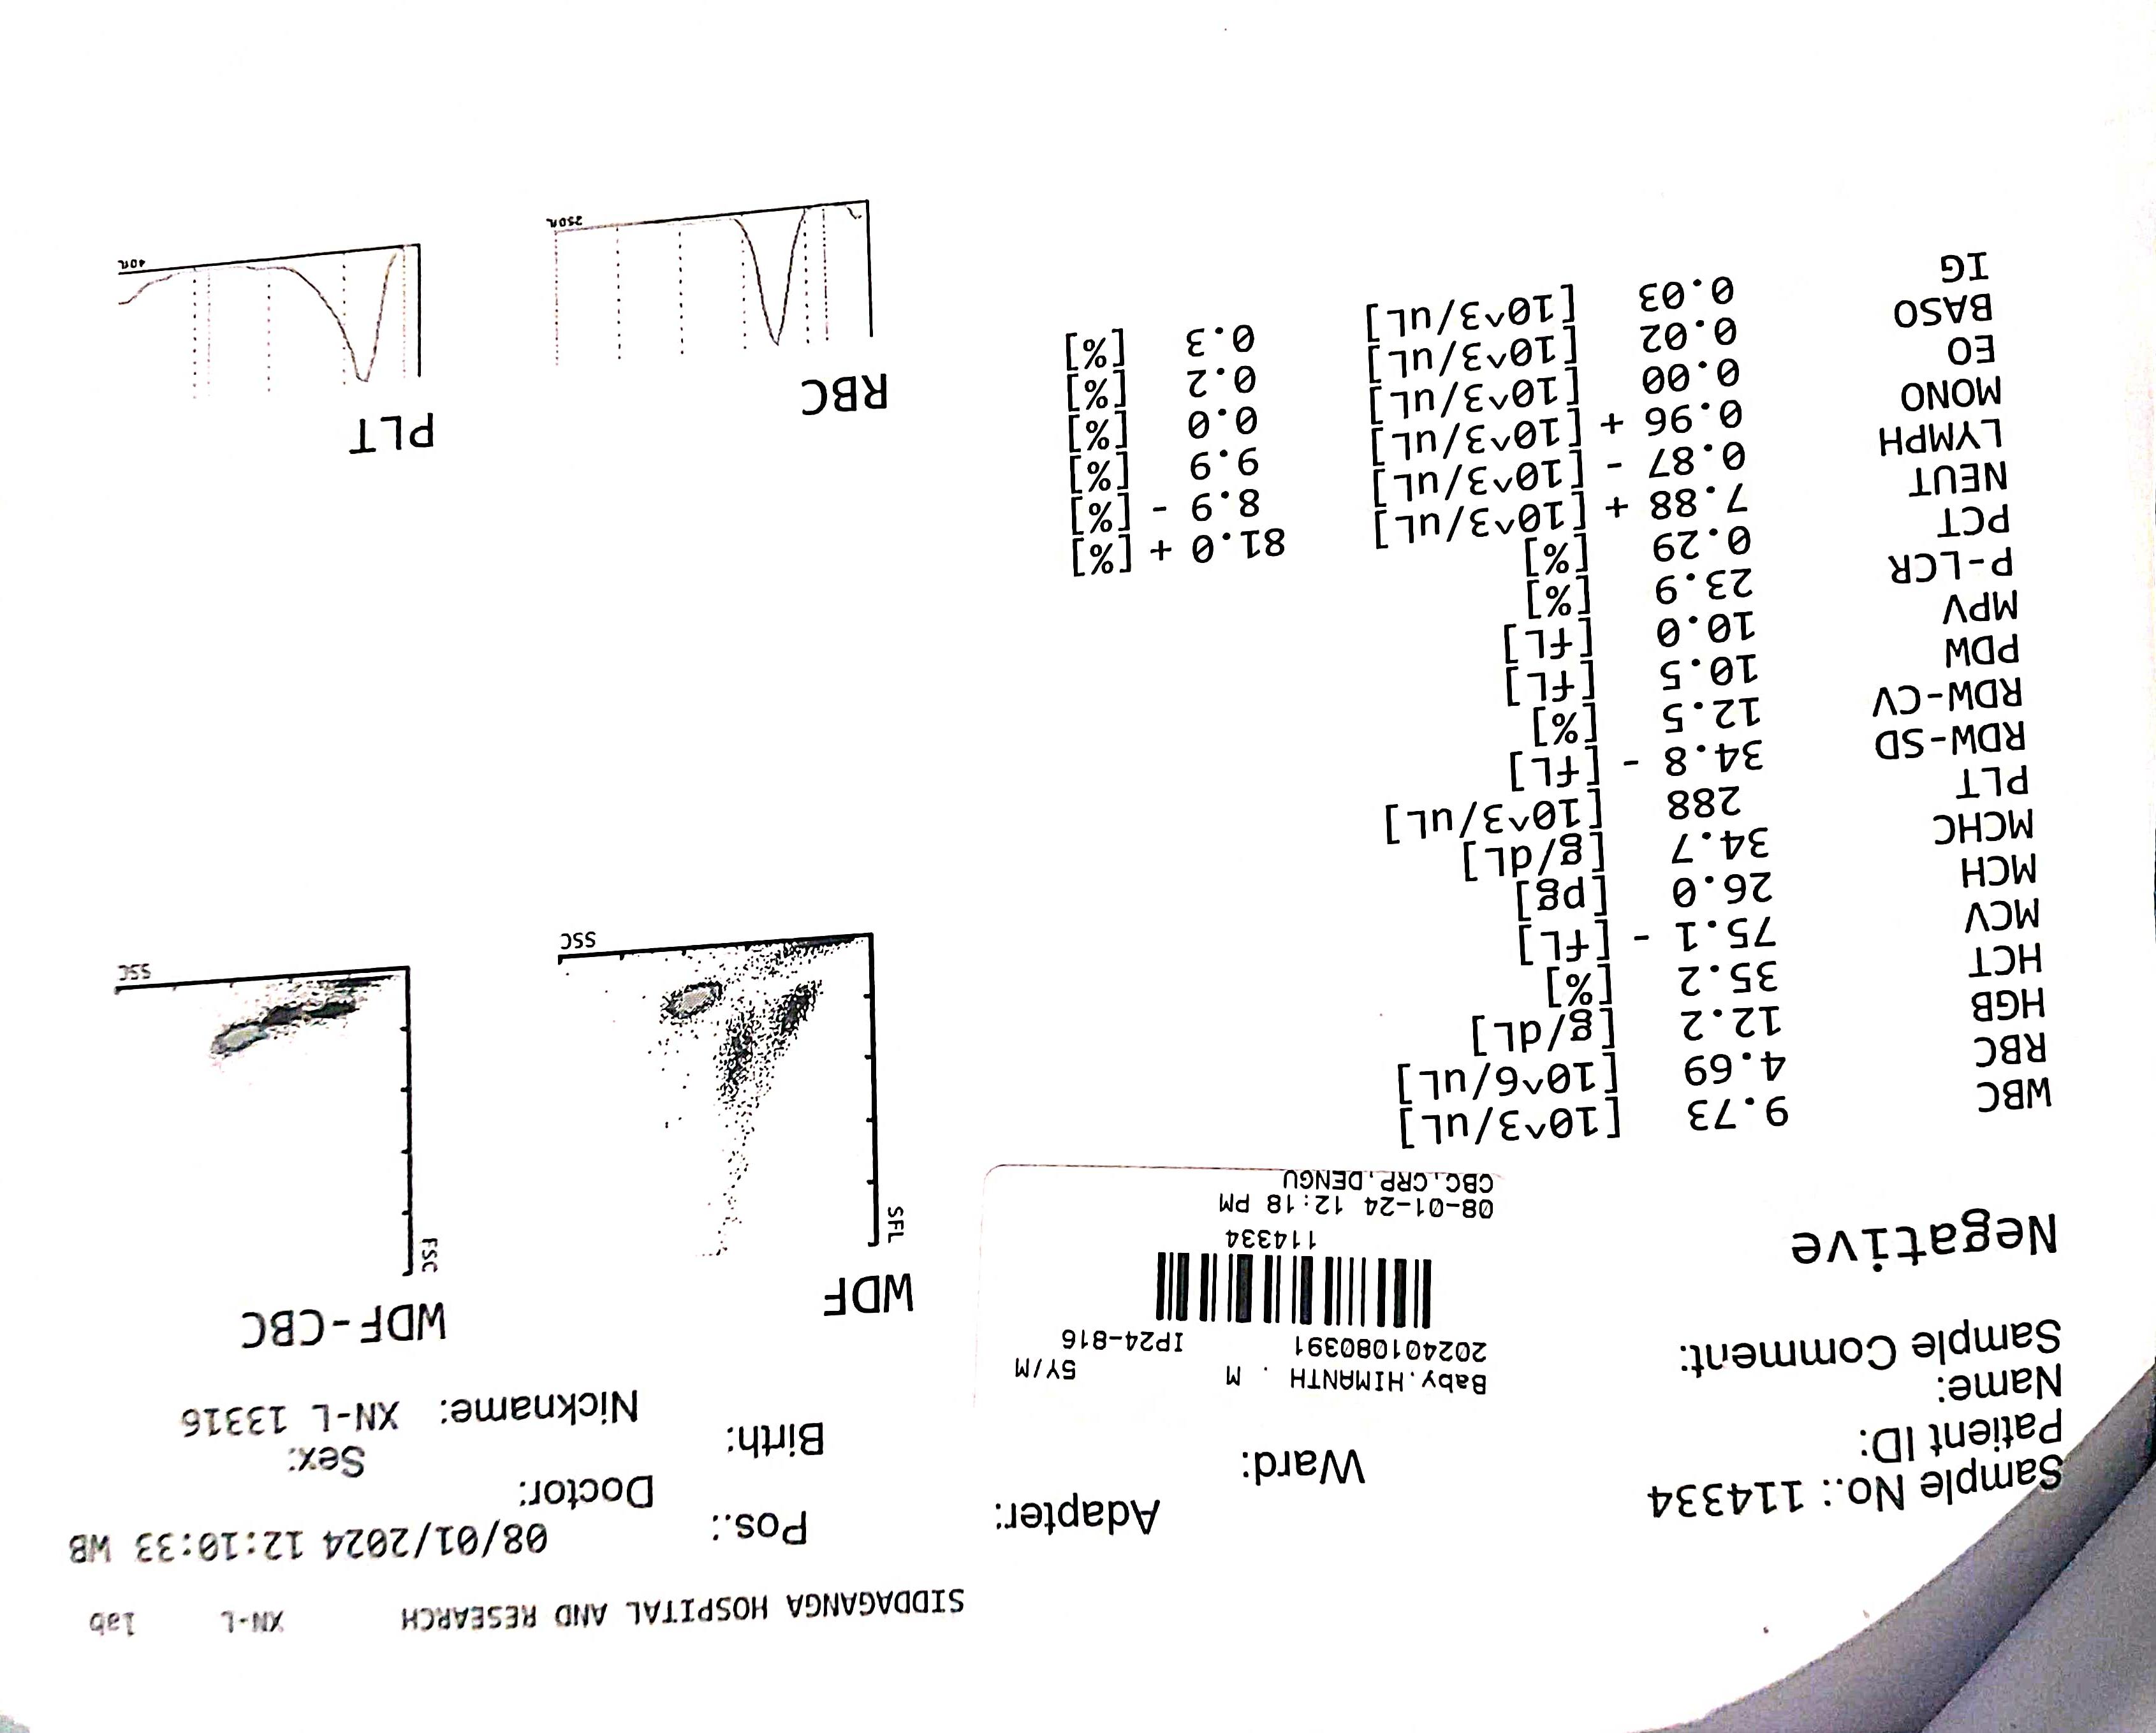 SIDDAGANGA HOSPITAL AND RESEARCH XN-L lab
Sample No.: 114334 Adapter: Pos.: 08/01/2024 12:10:33 WB
Patient ID: Ward: Doctor:
Name: Birth: Sex:
Sample Comment: Nickname: XN-L 13316
Baby.HIMANTH . M 5Y/M
202401080391 IP24-816
114334
08-01-24 12:18 PM
CBC,CRP,DENGU
Negative
WDF
SFL
SSC
WDF-CBC
FSC
SSC
WBC 9.73 [10^3/uL]
RBC 4.69 [10^6/uL]
HGB 12.2 [g/dL]
HCT 35.2 [%]
MCV 75.1 - [fL]
MCH 26.0 [pg]
MCHC 34.7 [g/dL]
PLT 288 [10^3/uL]
RDW-SD 34.8 - [fL]
RDW-CV 12.5 [%]
PDW 10.5 [fL]
MPV 10.0 [fL]
P-LCR 23.9 [%]
PCT 0.29 [%]
NEUT 7.88 + [10^3/uL] 81.0 + [%]
LYMPH 0.87 - [10^3/uL] 8.9 - [%]
MONO 0.96 + [10^3/uL] 9.9 [%]
EO 0.00 [10^3/uL] 0.0 [%]
BASO 0.02 [10^3/uL] 0.2 [%]
IG 0.03 [10^3/uL] 0.3 [%]
RBC
250fL
PLT
40fL